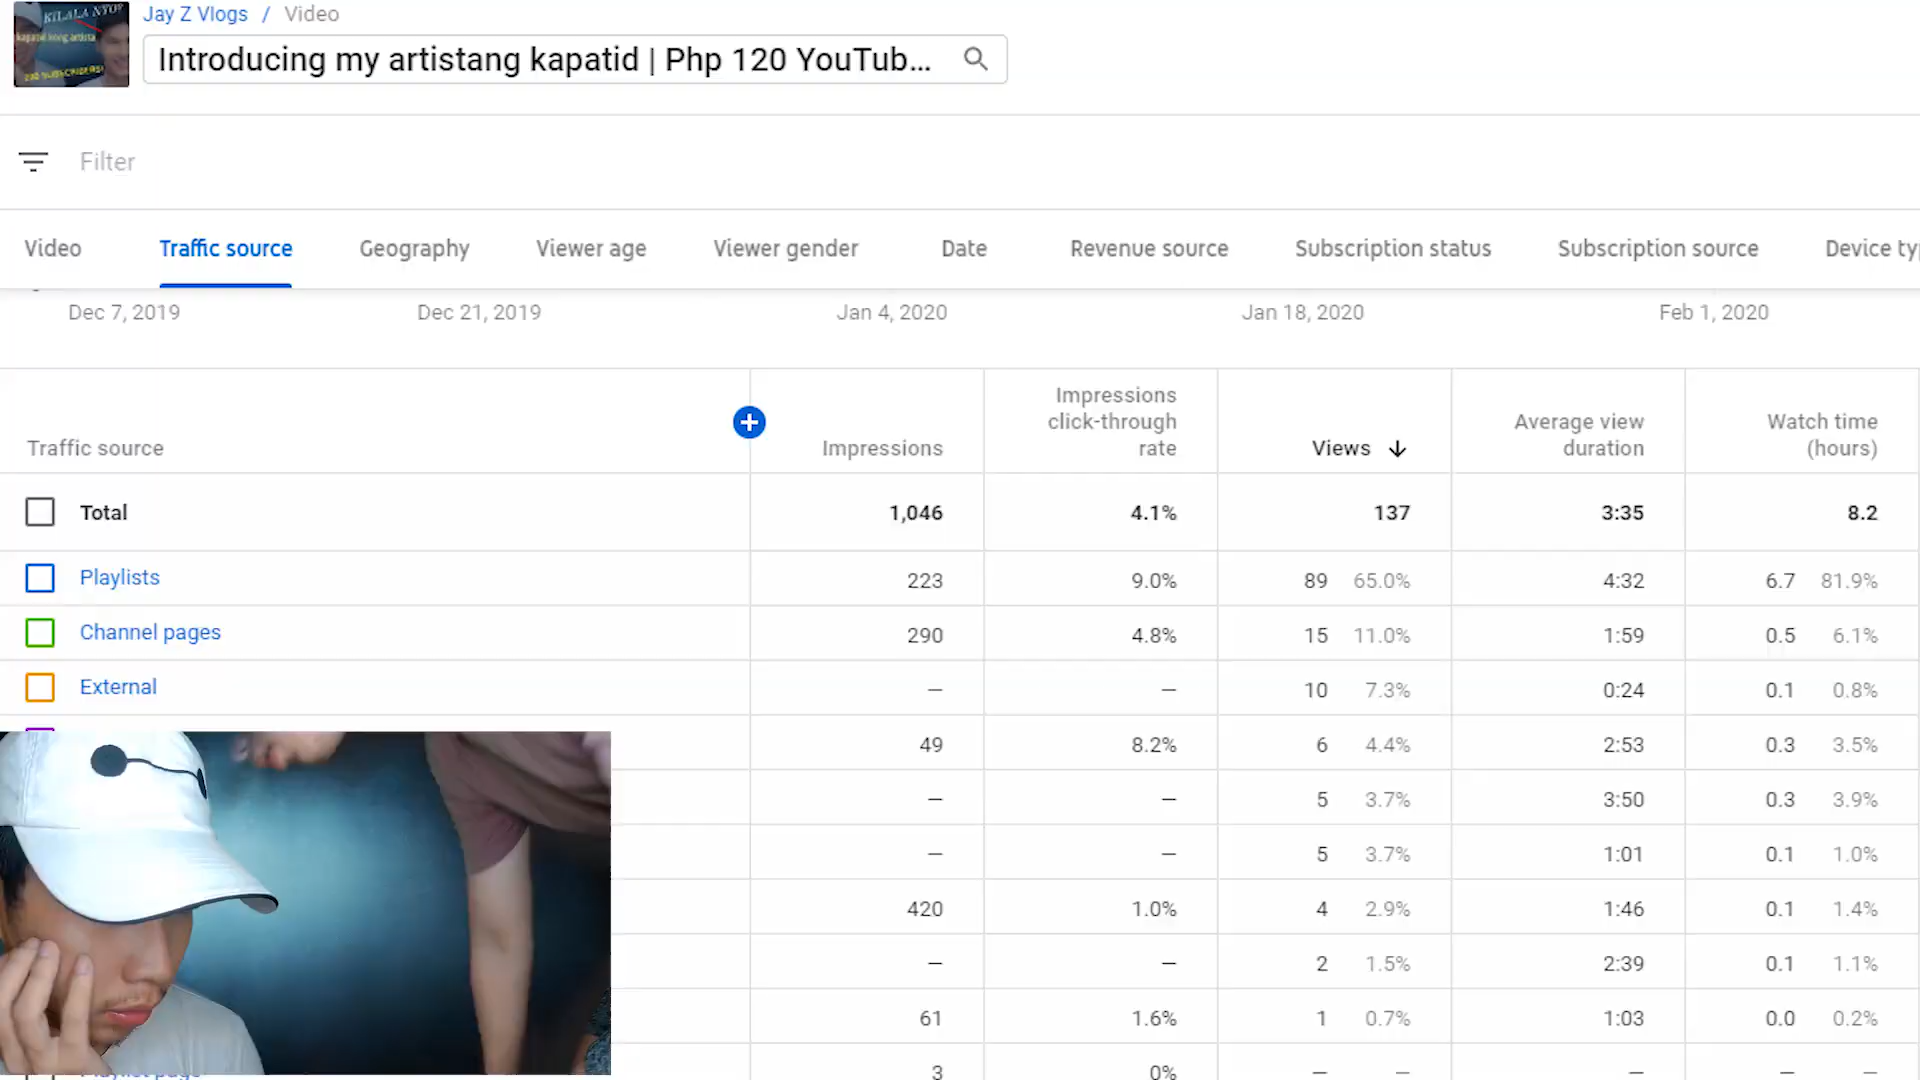 KILALA NYO?
kapatid kong artista
Jay Z Vlogs / Video
Introducing my artistang kapatid | Php 120 YouTub...
Filter
Video Traffic source Geography Viewer age Viewer gender Date Revenue source Subscription status Subscription source Device ty
Dec 7, 2019 Dec 21, 2019 Jan 4, 2020 Jan 18, 2020 Feb 1, 2020
Traffic source Impressions Impressions click-through rate Views Average view duration Watch time (hours)
Total 1,046 4.1% 137 3:35 8.2
Playlists 223 9.0% 89 65.0% 4:32 6.7 81.9%
Channel pages 290 4.8% 15 11.0% 1:59 0.5 6.1%
External — — 10 7.3% 0:24 0.1 0.8%
49 8.2% 6 4.4% 2:53 0.3 3.5%
— — 5 3.7% 3:50 0.3 3.9%
— — 5 3.7% 1:01 0.1 1.0%
420 1.0% 4 2.9% 1:46 0.1 1.4%
— — 2 1.5% 2:39 0.1 1.1%
61 1.6% 1 0.7% 1:03 0.0 0.2%
3 0% — — — — —